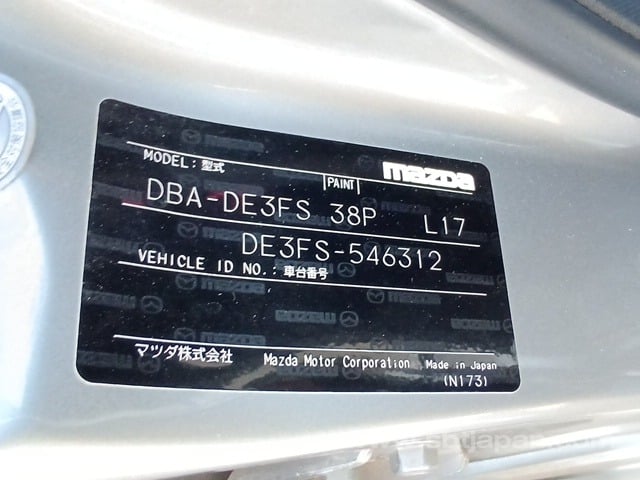 mazda
MODEL: 型式
PAINT
DBA-DE3FS 38P L17
DE3FS-546312
VEHICLE ID NO.: 車台番号
マツダ株式会社 Mazda Motor Corporation Made in Japan
(N173)